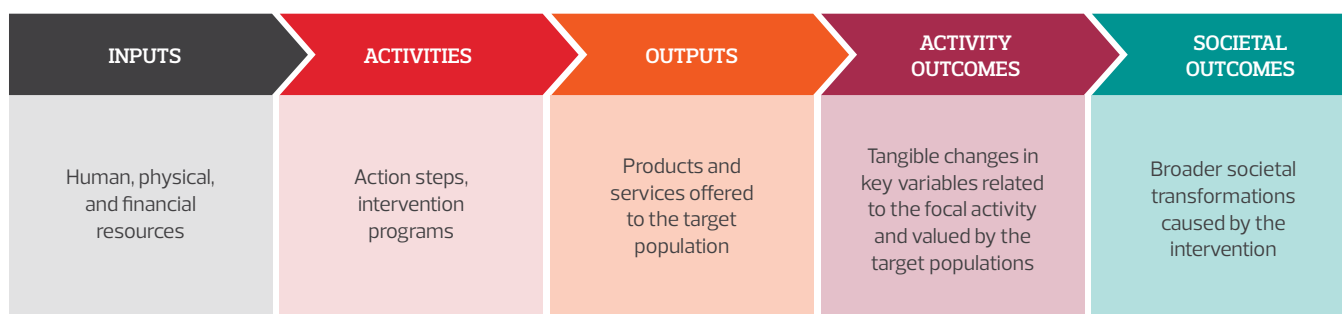 INPUTS
ACTIVITIES
OUTPUTS
ACTIVITY
OUTCOMES
SOCIETAL
OUTCOMES
Human, physical,
and financial
resources
Action steps,
intervention
programs
Products and
services offered
to the target
population
Tangible changes in
key variables related
to the focal activity
and valued by the
target populations
Broader societal
transformations
caused by the
intervention